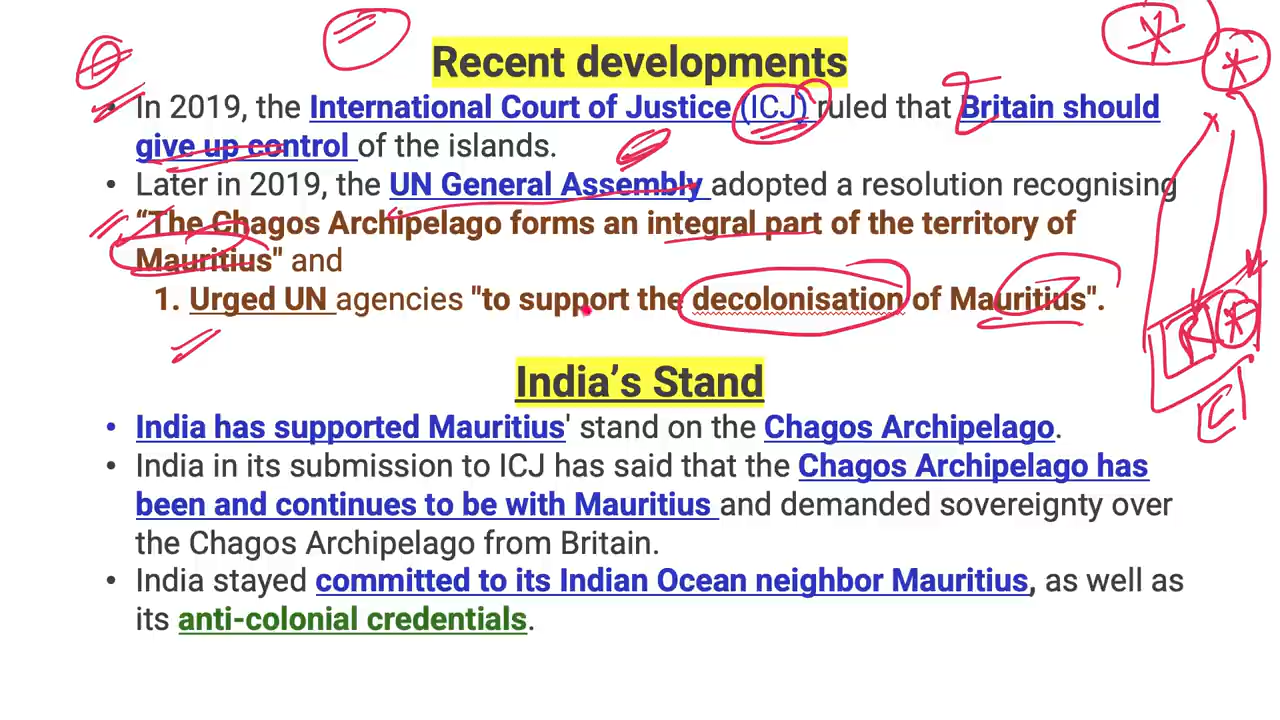 Recent developments
• In 2019, the International Court of Justice (ICJ) ruled that Britain should
give up control of the islands.
• Later in 2019, the UN General Assembly adopted a resolution recognising
“The Chagos Archipelago forms an integral part of the territory of
Mauritius" and
1. Urged UN agencies "to support the decolonisation of Mauritius".
India’s Stand
• India has supported Mauritius' stand on the Chagos Archipelago.
• India in its submission to ICJ has said that the Chagos Archipelago has
been and continues to be with Mauritius and demanded sovereignty over
the Chagos Archipelago from Britain.
• India stayed committed to its Indian Ocean neighbor Mauritius, as well as
its anti-colonial credentials.